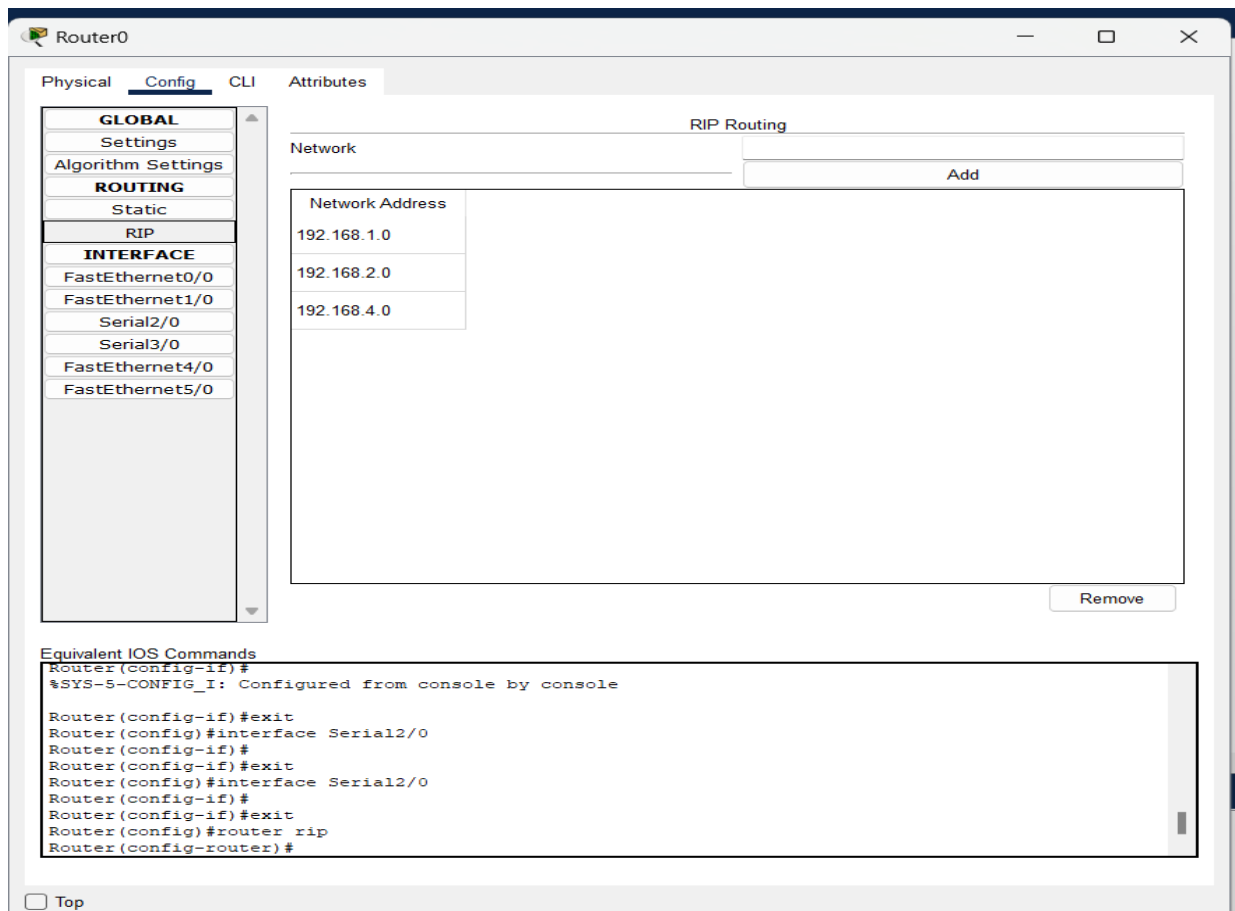 Router0
Physical Config CLI Attributes
GLOBAL
Settings
Algorithm Settings
ROUTING
Static
RIP
INTERFACE
FastEthernet0/0
FastEthernet1/0
Serial2/0
Serial3/0
FastEthernet4/0
FastEthernet5/0
RIP Routing
Network
Add
Network Address
192.168.1.0
192.168.2.0
192.168.4.0
Remove
Equivalent IOS Commands
Router(config-if)#
%SYS-5-CONFIG_I: Configured from console by console
Router(config-if)#exit
Router(config)#interface Serial2/0
Router(config-if)#
Router(config-if)#exit
Router(config)#interface Serial2/0
Router(config-if)#
Router(config-if)#exit
Router(config)#router rip
Router(config-router)#
Top